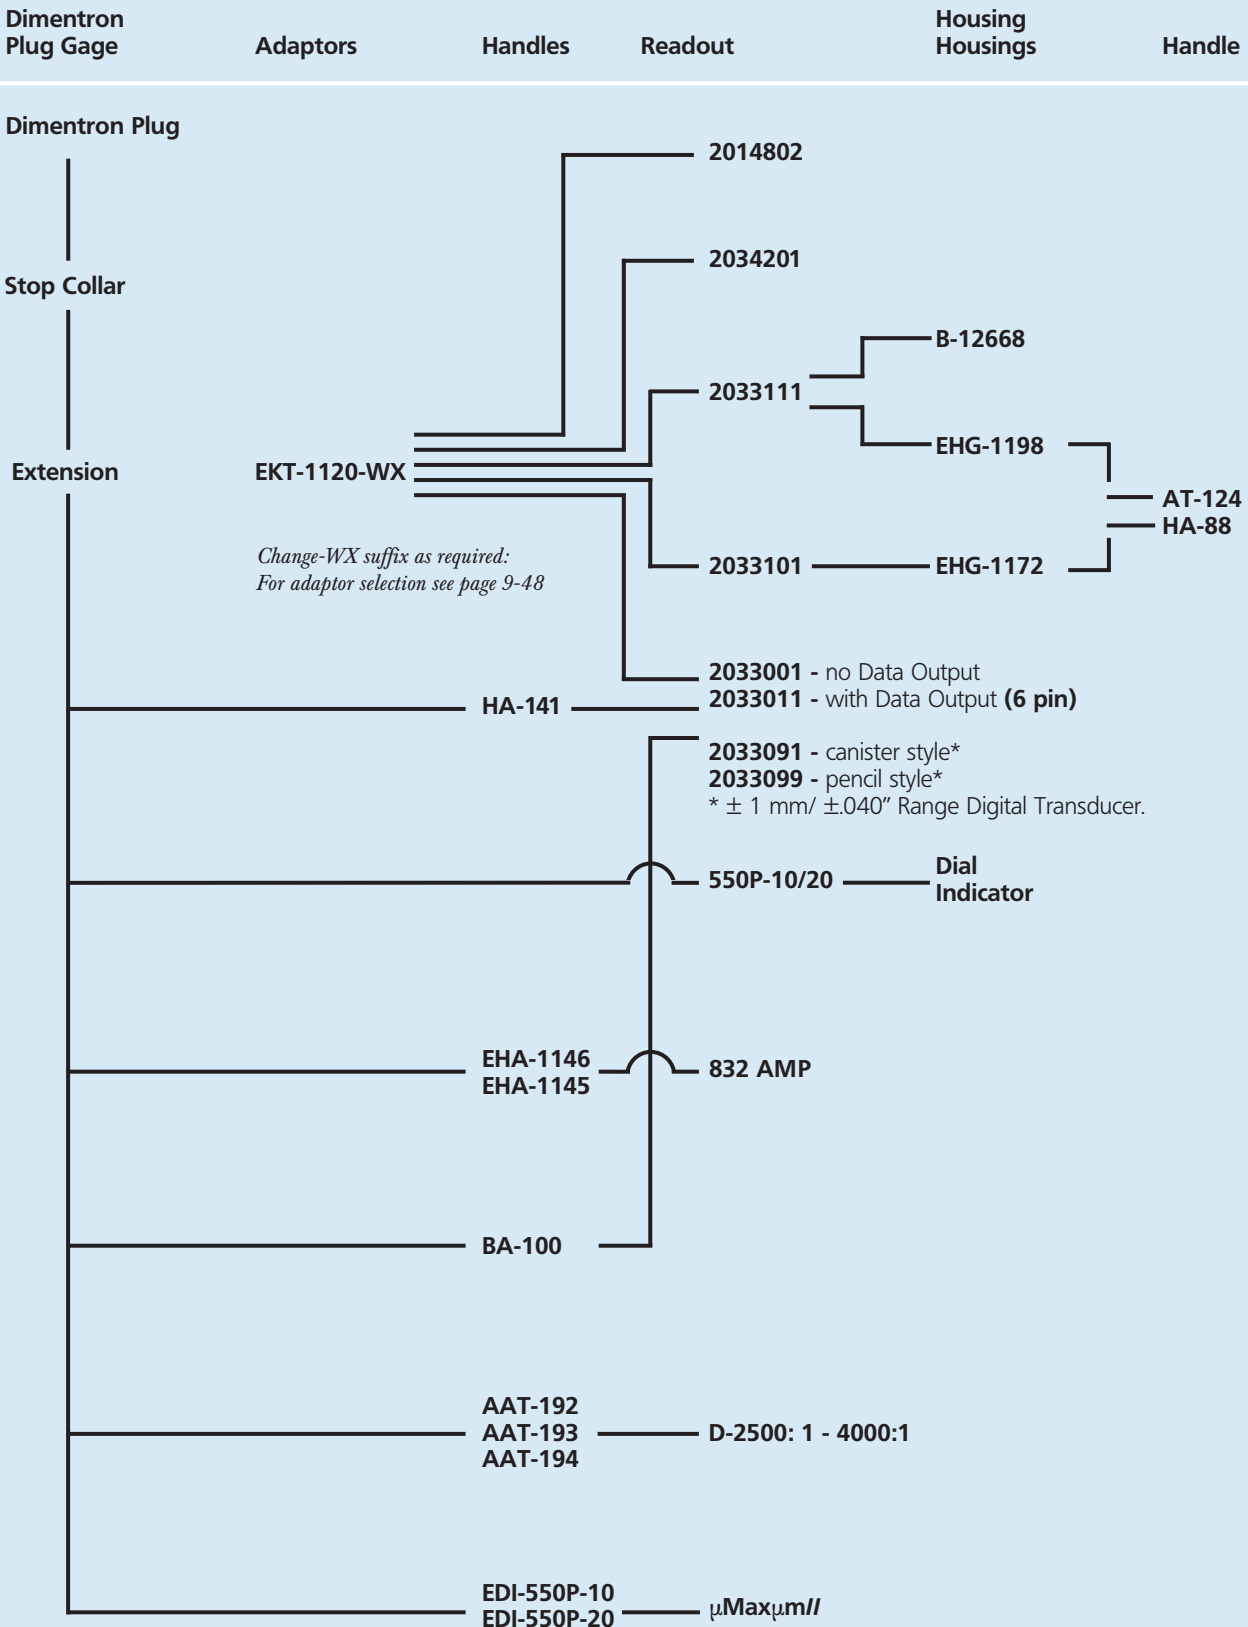 Dimentron
Plug Gage
Adaptors
Handles
Readout
Housing
Housings
Handle
Dimentron Plug
2014802
2034201
Stop Collar
B-12668
2033111
EHG-1198
Extension
EKT-1120-WX
AT-124
HA-88
Change-WX suffix as required:
For adaptor selection see page 9-48
2033101
EHG-1172
2033001 - no Data Output
HA-141
2033011 - with Data Output (6 pin)
2033091 - canister style*
2033099 - pencil style*
* ± 1 mm/ ±.040" Range Digital Transducer.
550P-10/20
Dial
Indicator
EHA-1146
EHA-1145
832 AMP
BA-100
AAT-192
AAT-193
AAT-194
D-2500: 1 - 4000:1
EDI-550P-10
EDI-550P-20
μMaxμmII